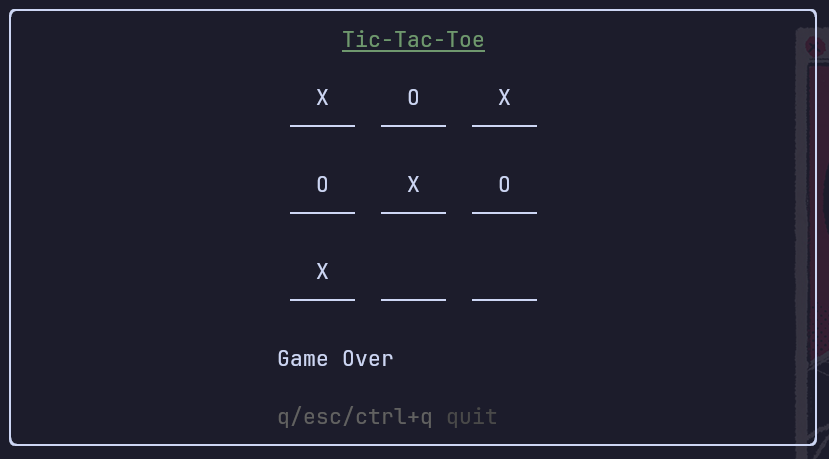 Tic-Tac-Toe
X O X
O X O
X
Game Over
q/esc/ctrl+q quit